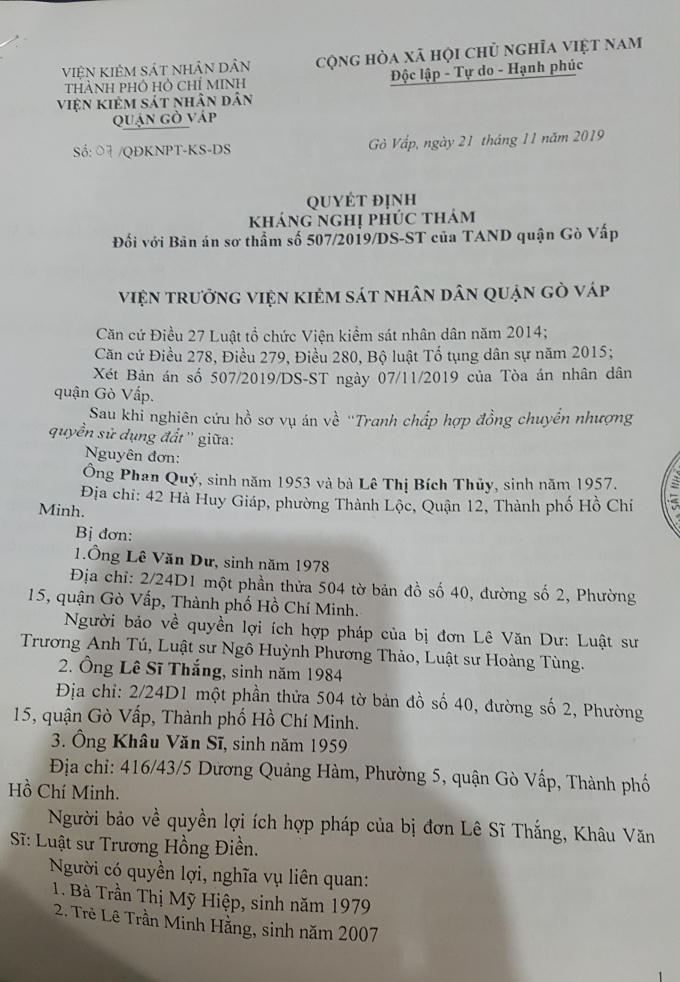 VIỆN KIỂM SÁT NHÂN DÂN
THÀNH PHỐ HỒ CHÍ MINH
VIỆN KIỂM SÁT NHÂN DÂN
QUẬN GÒ VẤP
Số: 07 /QĐKNPT-KS-DS
CỘNG HÒA XÃ HỘI CHỦ NGHĨA VIỆT NAM
Độc lập - Tự do - Hạnh phúc
Gò Vấp, ngày 21 tháng 11 năm 2019
QUYẾT ĐỊNH
KHÁNG NGHỊ PHÚC THẨM
Đối với Bản án sơ thẩm số 507/2019/DS-ST của TAND quận Gò Vấp
VIỆN TRƯỞNG VIỆN KIỂM SÁT NHÂN DÂN QUẬN GÒ VẤP
Căn cứ Điều 27 Luật tổ chức Viện kiểm sát nhân dân năm 2014;
Căn cứ Điều 278, Điều 279, Điều 280, Bộ luật Tố tụng dân sự năm 2015;
Xét Bản án số 507/2019/DS-ST ngày 07/11/2019 của Tòa án nhân dân
quận Gò Vấp.
Sau khi nghiên cứu hồ sơ vụ án về “Tranh chấp hợp đồng chuyển nhượng
quyền sử dụng đất” giữa:
Nguyên đơn:
Ông Phan Quý, sinh năm 1953 và bà Lê Thị Bích Thủy, sinh năm 1957.
Địa chỉ: 42 Hà Huy Giáp, phường Thành Lộc, Quận 12, Thành phố Hồ Chí
Minh.
Bị đơn:
1.Ông Lê Văn Dư, sinh năm 1978
Địa chỉ: 2/24D1 một phần thửa 504 tờ bản đồ số 40, đường số 2, Phường
15, quận Gò Vấp, Thành phố Hồ Chí Minh.
Người bảo về quyền lợi ích hợp pháp của bị đơn Lê Văn Dư: Luật sư
Trương Anh Tú, Luật sư Ngô Huỳnh Phương Thảo, Luật sư Hoàng Tùng.
2. Ông Lê Sĩ Thắng, sinh năm 1984
Địa chỉ: 2/24D1 một phần thửa 504 tờ bản đồ số 40, đường số 2, Phường
15, quận Gò Vấp, Thành phố Hồ Chí Minh.
3. Ông Khâu Văn Sĩ, sinh năm 1959
Địa chỉ: 416/43/5 Dương Quảng Hàm, Phường 5, quận Gò Vấp, Thành phố
Hồ Chí Minh.
Người bảo về quyền lợi ích hợp pháp của bị đơn Lê Sĩ Thắng, Khâu Văn
Sĩ: Luật sư Trương Hồng Điền.
Người có quyền lợi, nghĩa vụ liên quan:
1. Bà Trần Thị Mỹ Hiệp, sinh năm 1979
2. Trẻ Lê Trần Minh Hằng, sinh năm 2007
1